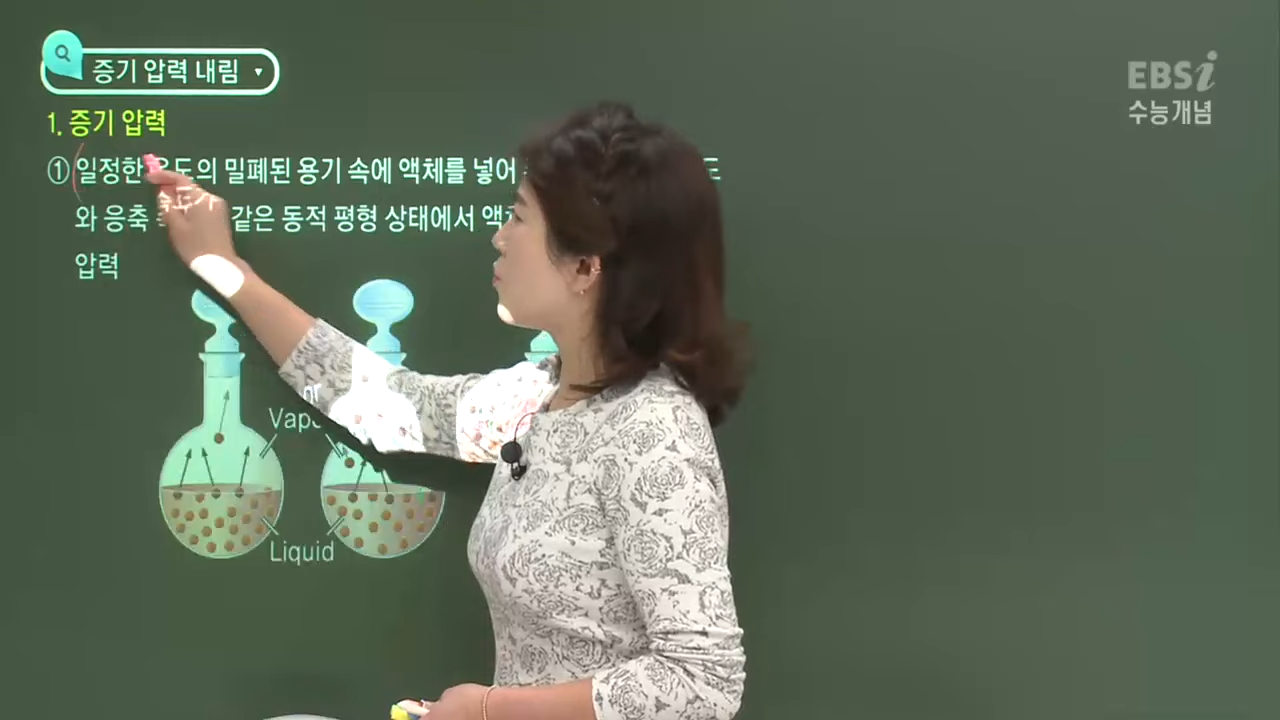 증기 압력 내림
EBSi
수능개념
1. 증기 압력
① 일정한 온도의 밀폐된 용기 속에 액체를 넣어
와 응축 같은 동적 평형 상태에서
압력
Liquid